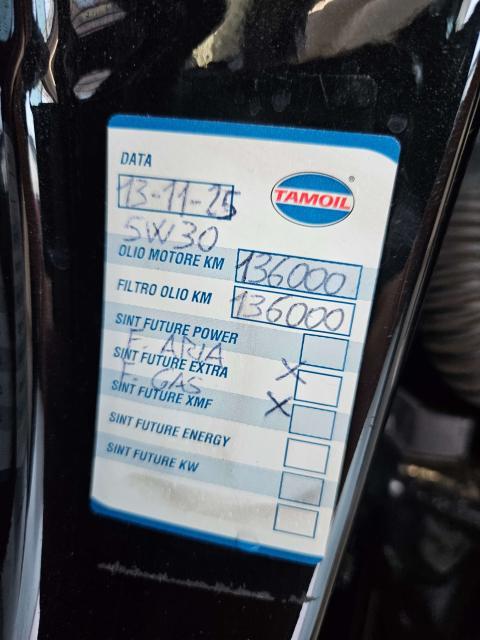 DATA
13-11-25
TAMOIL
®
5W30
OLIO MOTORE KM 136000
FILTRO OLIO KM 136000
SINT FUTURE POWER
F. ARIA X
SINT FUTURE EXTRA
F. GAS X
SINT FUTURE XMF
SINT FUTURE ENERGY
SINT FUTURE KW